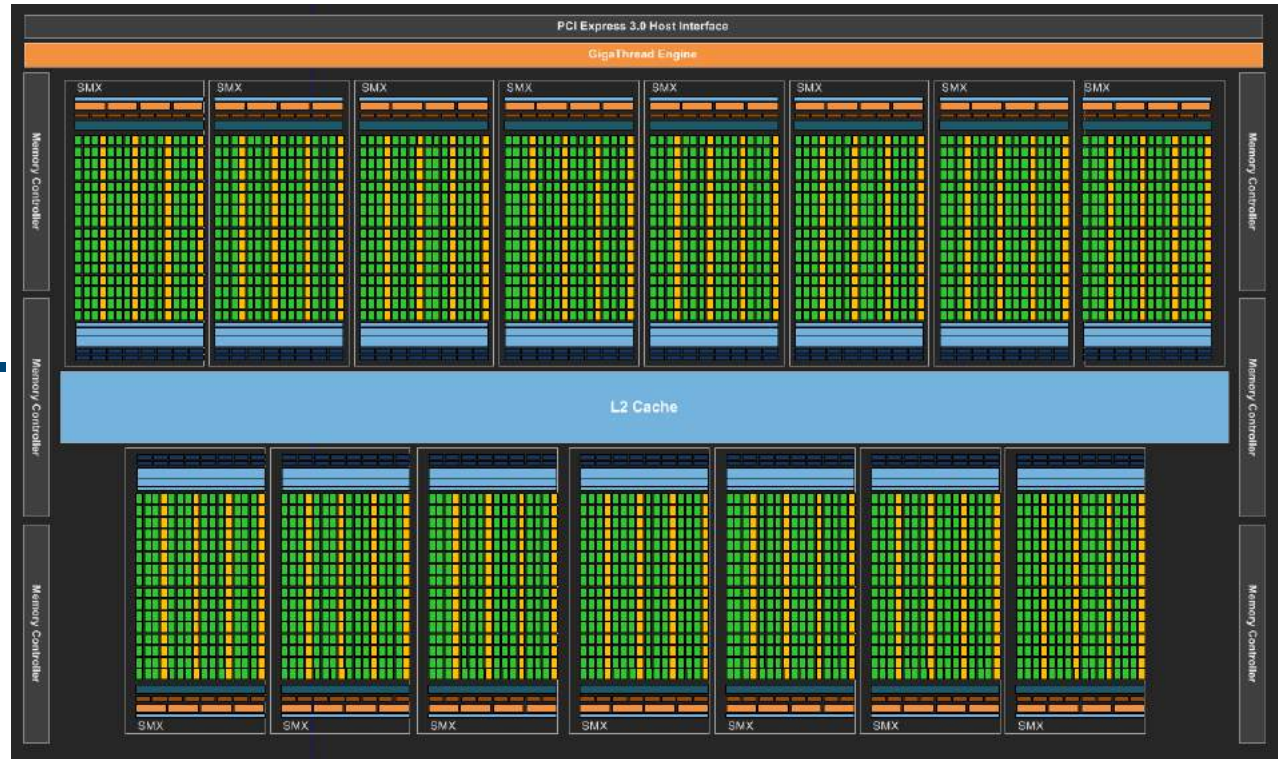 PCI Express 3.0 Host Interface
GigaThread Engine
Memory Controller
SMX
SMX
SMX
SMX
SMX
SMX
SMX
SMX
Memory Controller
Memory Controller
L2 Cache
Memory Controller
Memory Controller
SMX
SMX
SMX
SMX
SMX
SMX
SMX
Memory Controller